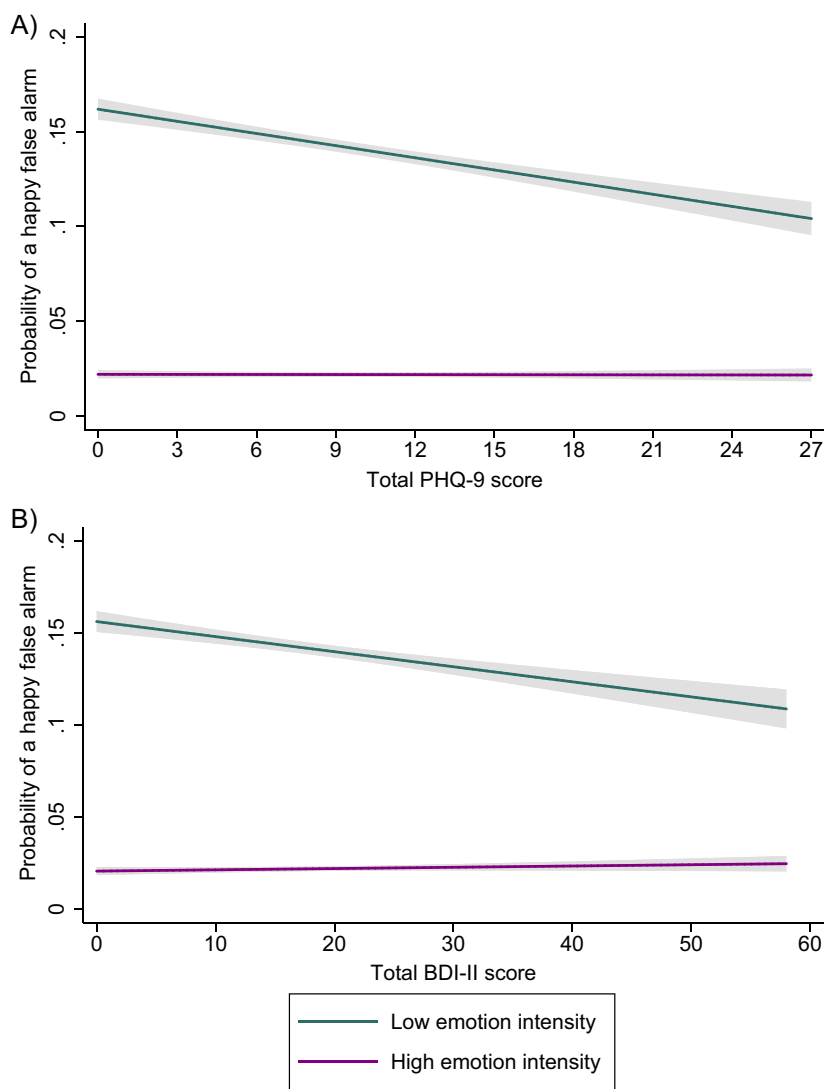 A)
Probability of a happy false alarm
.2
.15
.1
.05
0
0 3 6 9 12 15 18 21 24 27
Total PHQ-9 score
B)
Probability of a happy false alarm
.2
.15
.1
.05
0
0 10 20 30 40 50 60
Total BDI-II score
Low emotion intensity
High emotion intensity